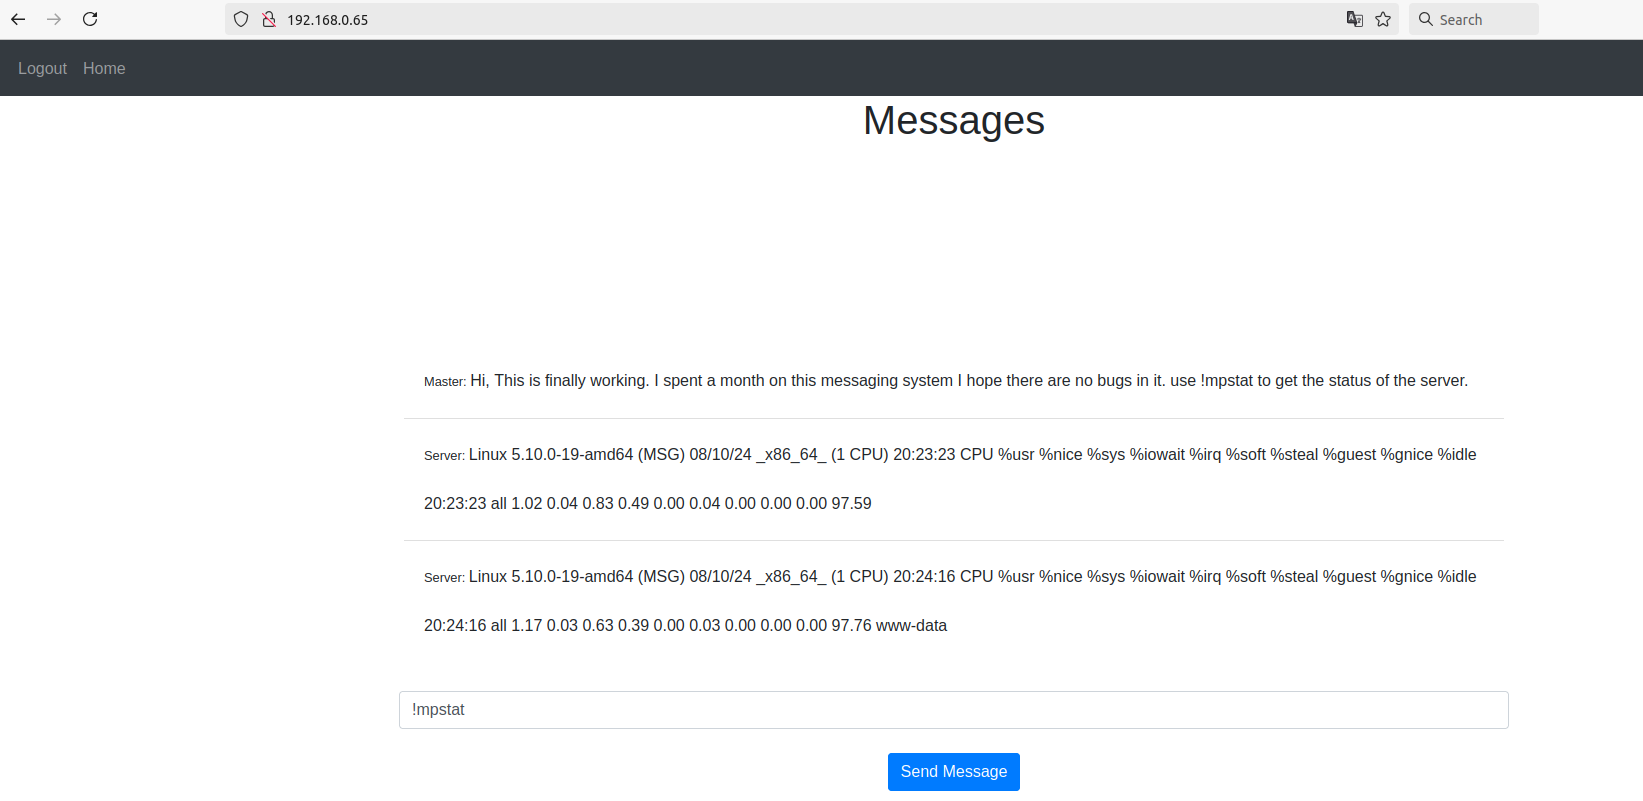 192.168.0.65
Search
Logout Home
Messages
Master: Hi, This is finally working. I spent a month on this messaging system I hope there are no bugs in it. use !mpstat to get the status of the server.
Server: Linux 5.10.0-19-amd64 (MSG) 08/10/24 _x86_64_ (1 CPU) 20:23:23 CPU %usr %nice %sys %iowait %irq %soft %steal %guest %gnice %idle
20:23:23 all 1.02 0.04 0.83 0.49 0.00 0.04 0.00 0.00 0.00 97.59
Server: Linux 5.10.0-19-amd64 (MSG) 08/10/24 _x86_64_ (1 CPU) 20:24:16 CPU %usr %nice %sys %iowait %irq %soft %steal %guest %gnice %idle
20:24:16 all 1.17 0.03 0.63 0.39 0.00 0.03 0.00 0.00 0.00 97.76 www-data
!mpstat
Send Message